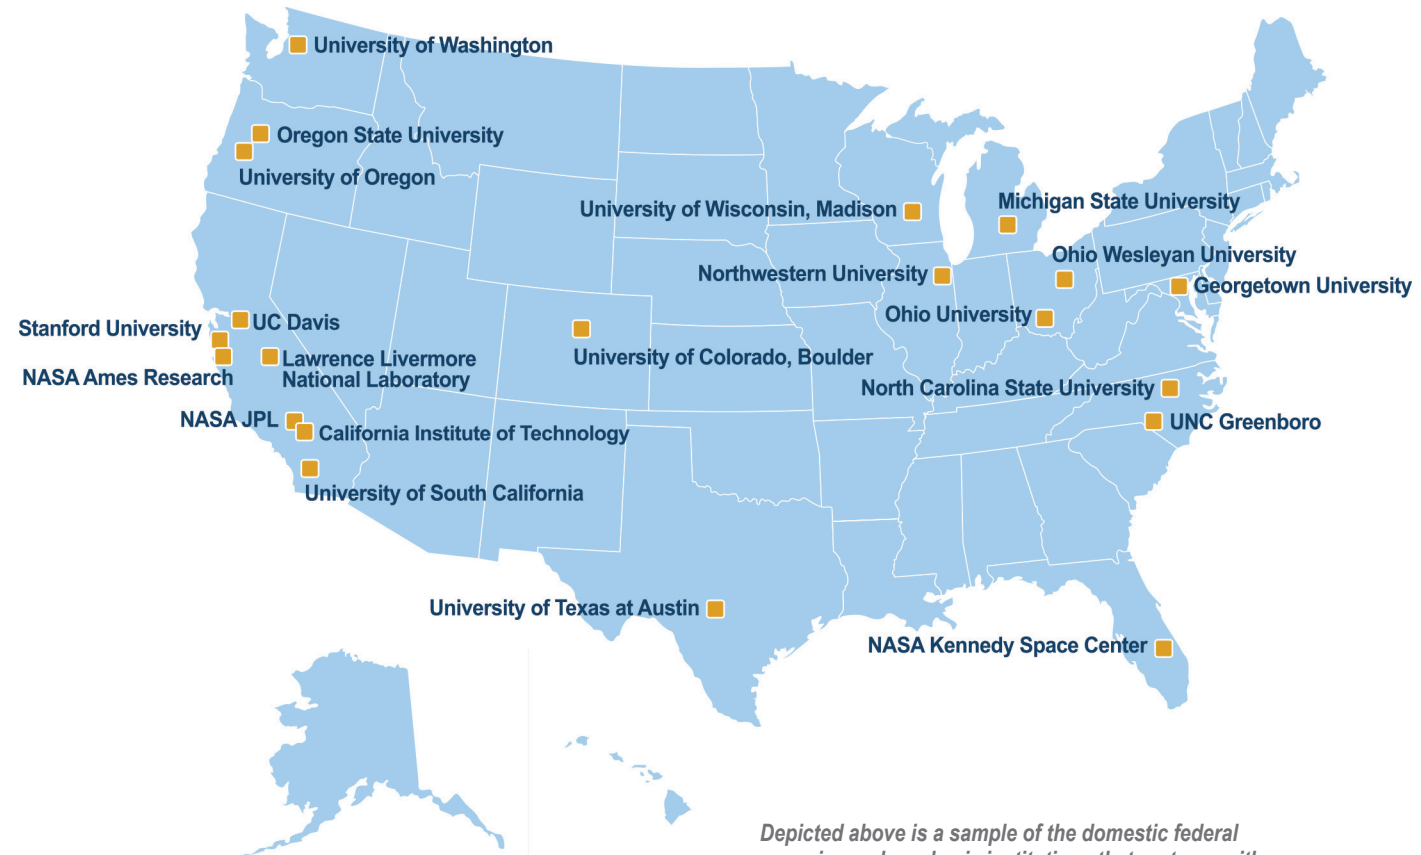 University of Washington
Oregon State University
University of Oregon
University of Wisconsin, Madison
Michigan State University
Ohio Wesleyan University
Northwestern University
Georgetown University
Ohio University
Stanford University
UC Davis
University of Colorado, Boulder
Lawrence Livermore
National Laboratory
NASA Ames Research
North Carolina State University
NASA JPL
California Institute of Technology
UNC Greenboro
University of South California
University of Texas at Austin
NASA Kennedy Space Center
Depicted above is a sample of the domestic federal